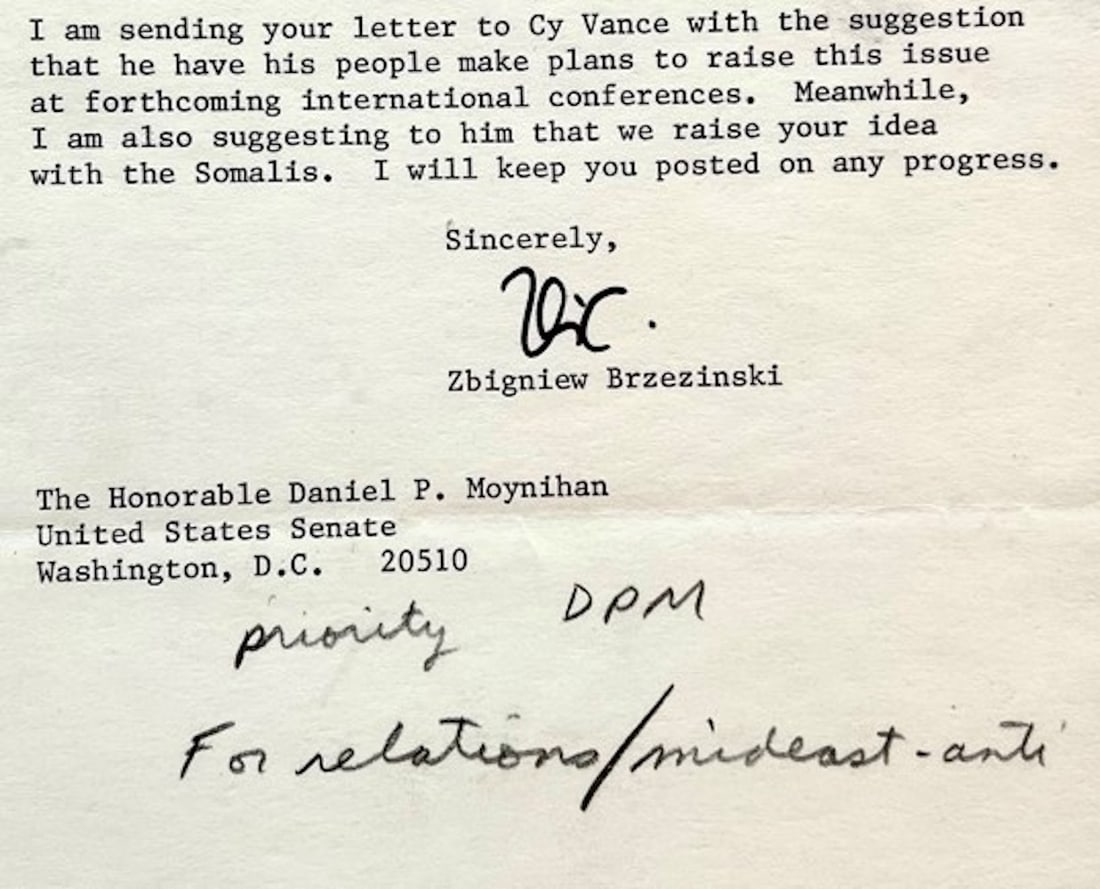 I am sending your letter to Cy Vance with the suggestion
that he have his people make plans to raise this issue
at forthcoming international conferences. Meanwhile,
I am also suggesting to him that we raise your idea
with the Somalis. I will keep you posted on any progress.
Sincerely,
Zbigniew Brzezinski
The Honorable Daniel P. Moynihan
United States Senate
Washington, D.C. 20510
priority DPM
For relations/mideast-anti